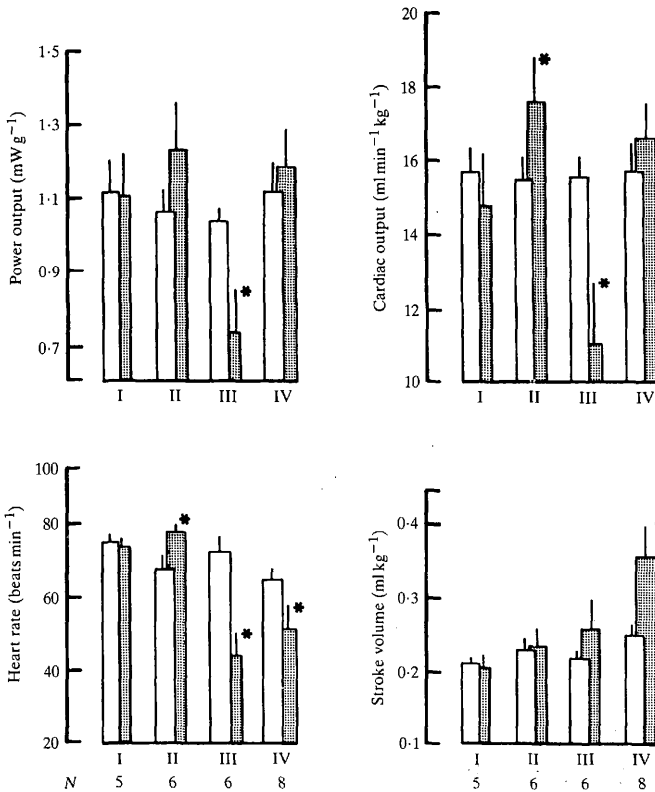 Power output (mW g⁻¹)
1·5
1·3
1·1
0·9
0·7
I II III IV
*
Cardiac output (ml min⁻¹ kg⁻¹)
20
18
16
14
12
10
I II III IV
*
*
Heart rate (beats min⁻¹)
100
80
60
40
20
I II III IV
N 5 6 6 8
*
*
*
Stroke volume (ml kg⁻¹)
0·4
0·3
0·2
0·1
I II III IV
5 6 6 8